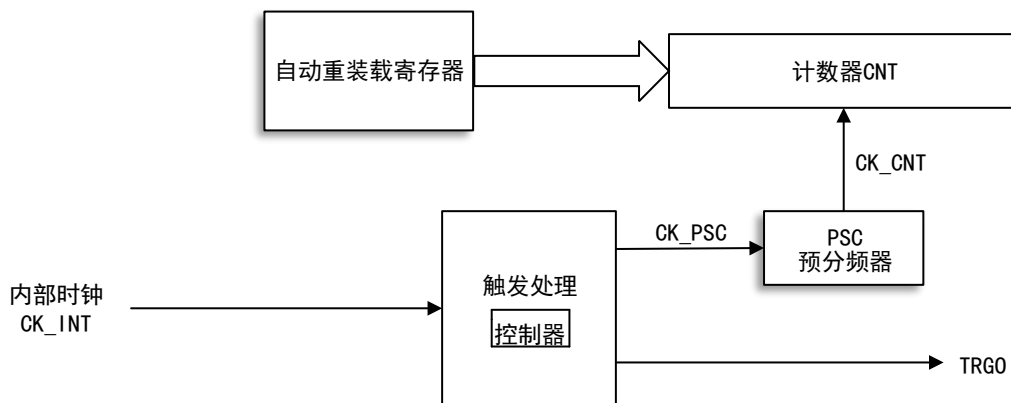 自动重装载寄存器
计数器CNT
CK_CNT
CK_PSC
PSC
预分频器
内部时钟
CK_INT
触发处理
控制器
TRGO